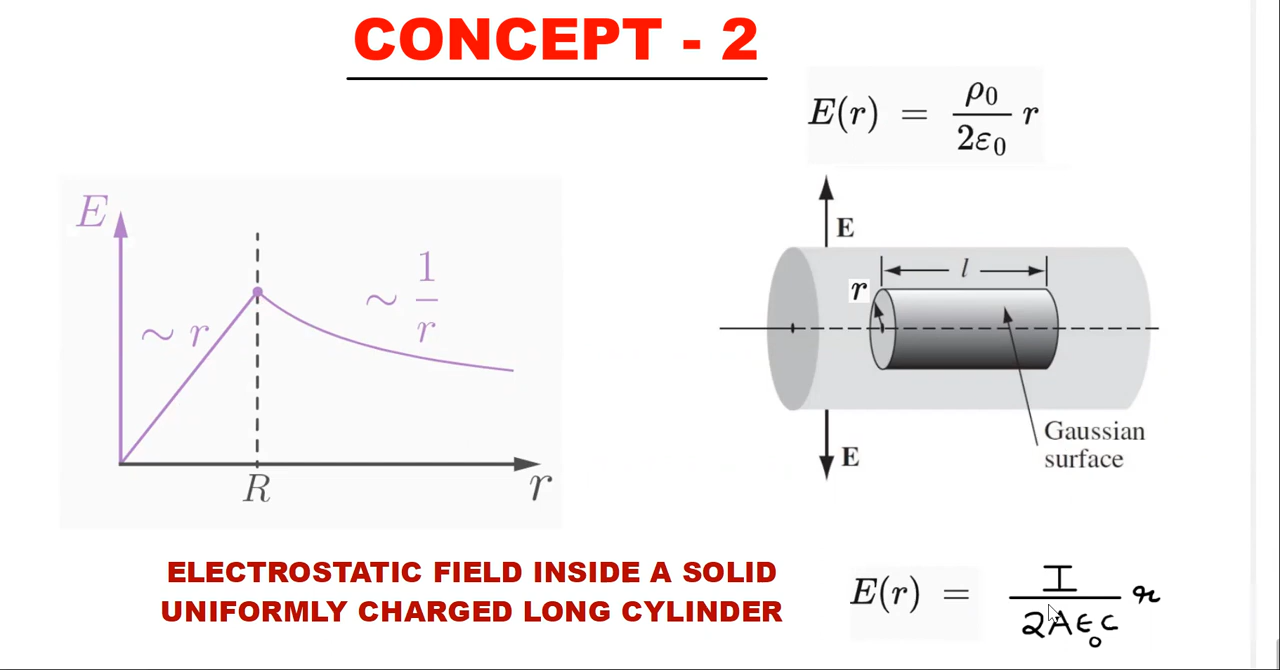 CONCEPT - 2
E(r) = ρ0/2ε0 r
E
E
~ 1/r
~ r
R
r
E
l
r
Gaussian
surface
E
ELECTROSTATIC FIELD INSIDE A SOLID
UNIFORMLY CHARGED LONG CYLINDER
E(r) = I/2Aε0c r